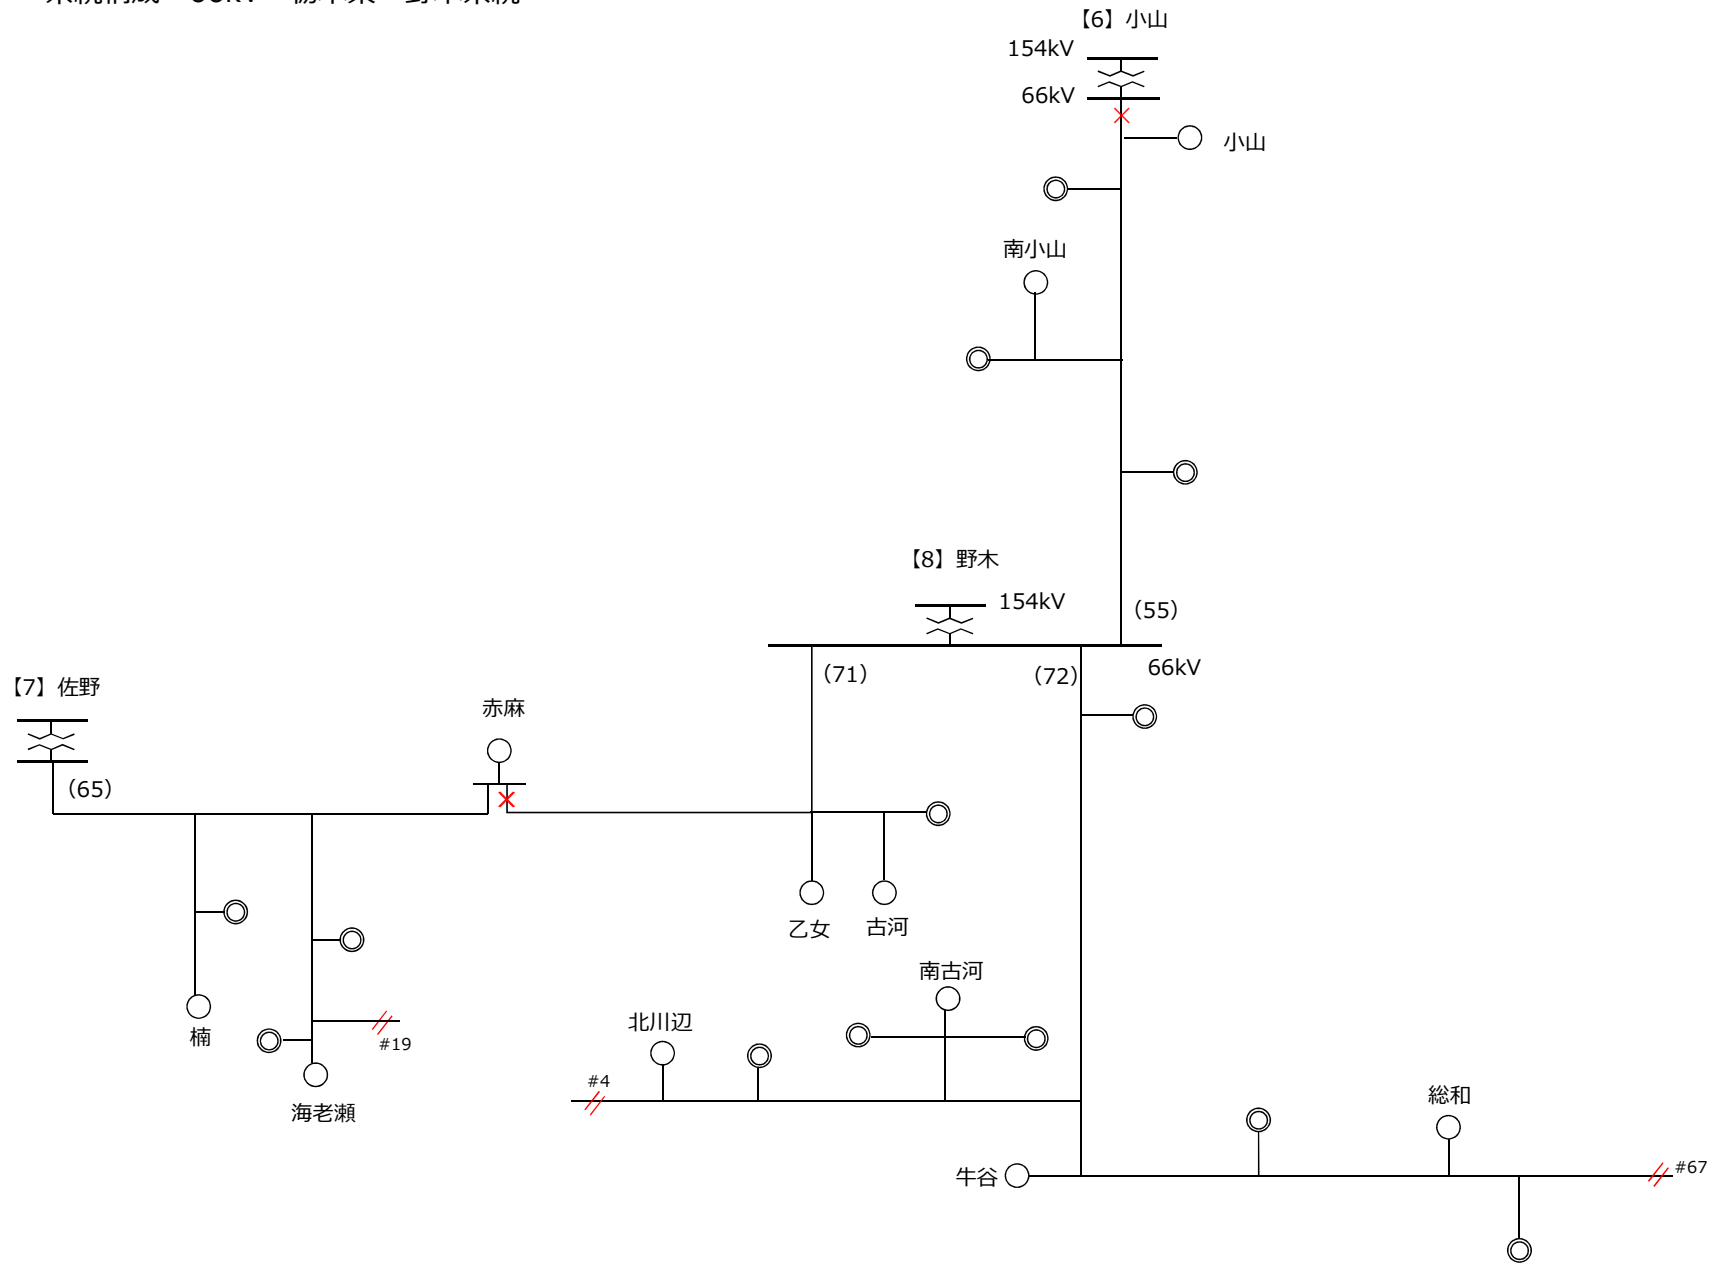 【6】小山
154kV
66kV
小山
南小山
【8】野木
154kV
(55)
(71)
(72)
66kV
【7】佐野
(65)
赤麻
乙女
古河
楠
#19
海老瀬
南古河
北川辺
#4
総和
牛谷
#67